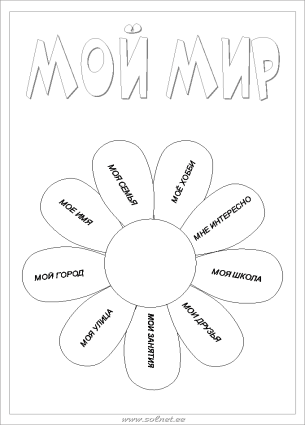 МОЙ МИР
МОЯ СЕМЬЯ
МОЁ ХОББИ
МНЕ ИНТЕРЕСНО
МОЯ ШКОЛА
МОИ ДРУЗЬЯ
МОИ ЗАНЯТИЯ
МОЯ УЛИЦА
МОЙ ГОРОД
МОЕ ИМЯ
www.solnet.ee